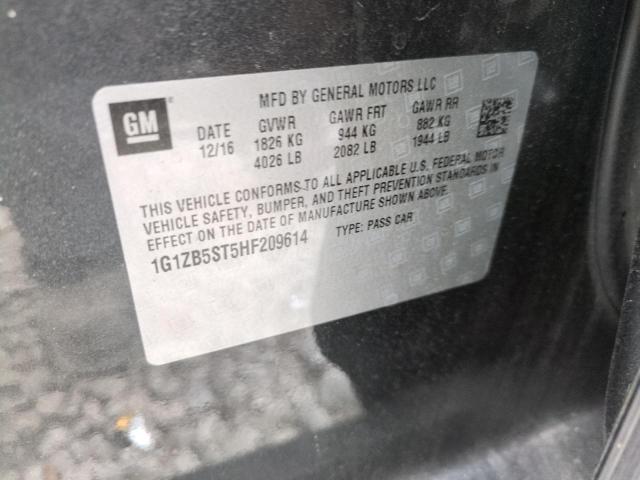 GM ®
MFD BY GENERAL MOTORS LLC
DATE GVWR GAWR FRT GAWR RR
12/16 1826 KG 944 KG 882 KG
4026 LB 2082 LB 1944 LB
THIS VEHICLE CONFORMS TO ALL APPLICABLE U.S. FEDERAL MOTOR
VEHICLE SAFETY, BUMPER, AND THEFT PREVENTION STANDARDS IN
EFFECT ON THE DATE OF MANUFACTURE SHOWN ABOVE.
1G1ZB5ST5HF209614 TYPE: PASS CAR